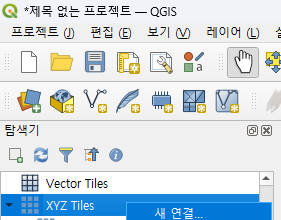 *제목 없는 프로젝트 — QGIS
프로젝트(J) 편집(E) 보기(V) 레이어(L)
탐색기
Vector Tiles
XYZ Tiles
새 연결...